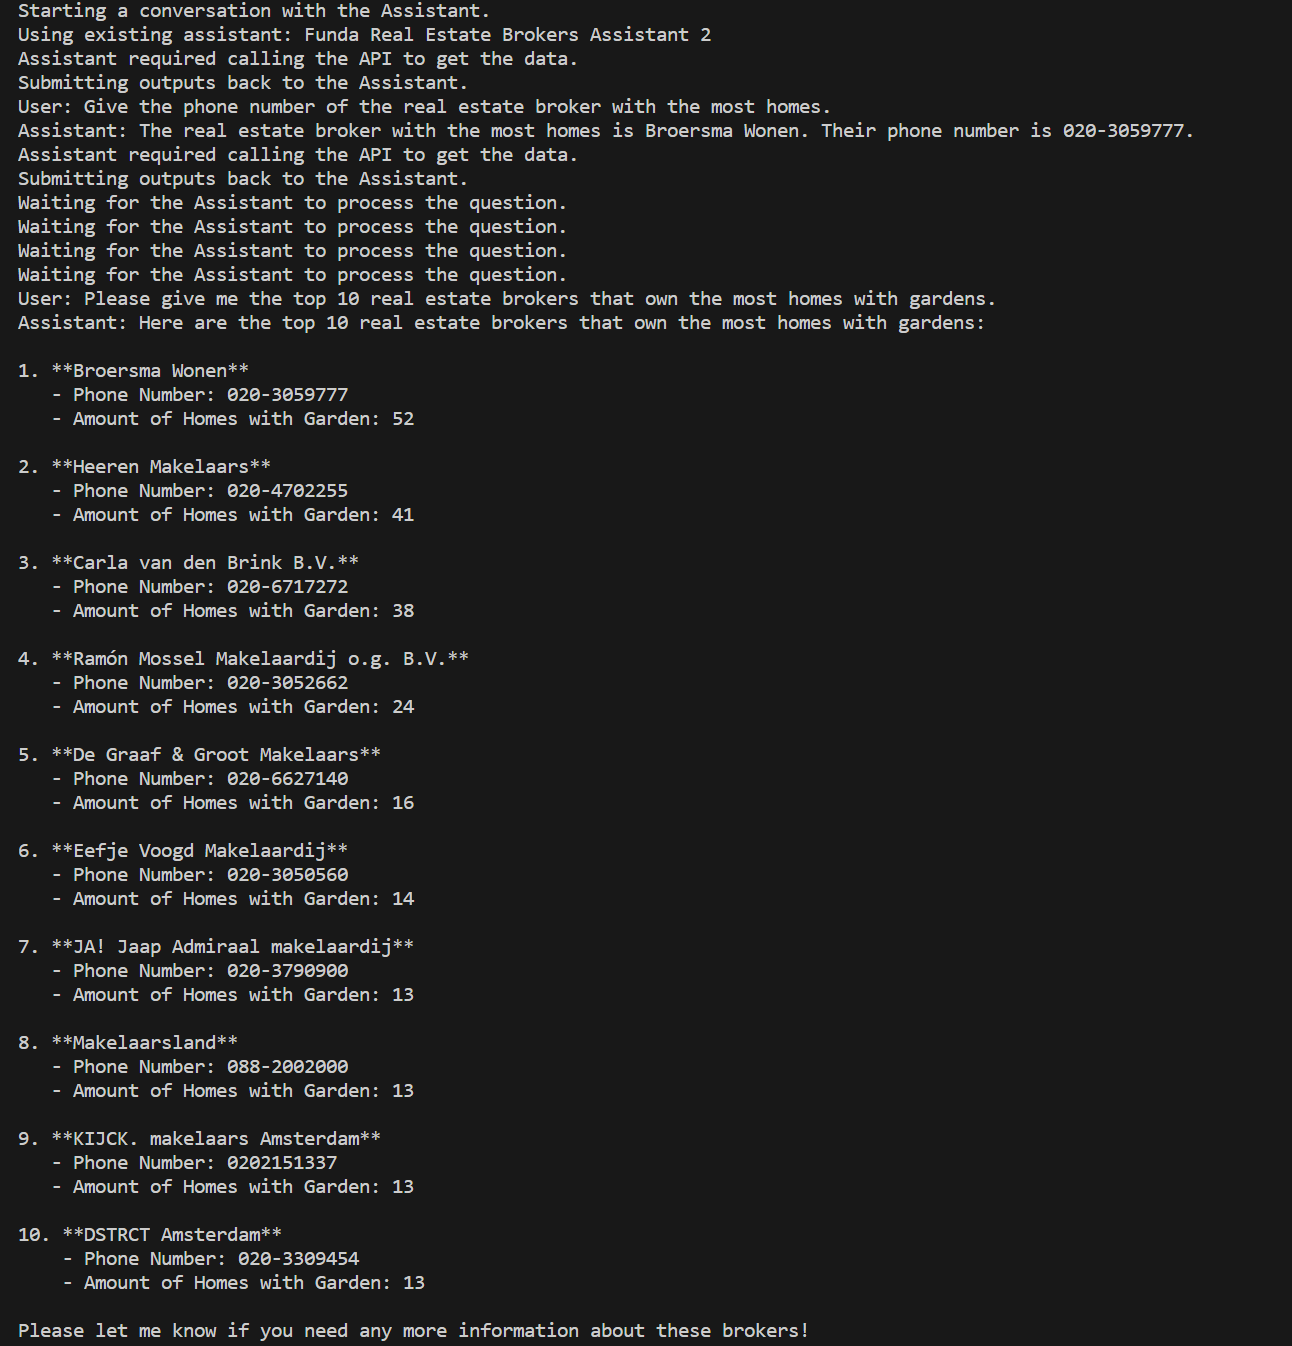 Starting a conversation with the Assistant.
Using existing assistant: Funda Real Estate Brokers Assistant 2
Assistant required calling the API to get the data.
Submitting outputs back to the Assistant.
User: Give the phone number of the real estate broker with the most homes.
Assistant: The real estate broker with the most homes is Broersma Wonen. Their phone number is 020-3059777.
Assistant required calling the API to get the data.
Submitting outputs back to the Assistant.
Waiting for the Assistant to process the question.
Waiting for the Assistant to process the question.
Waiting for the Assistant to process the question.
Waiting for the Assistant to process the question.
User: Please give me the top 10 real estate brokers that own the most homes with gardens.
Assistant: Here are the top 10 real estate brokers that own the most homes with gardens:
1. **Broersma Wonen**
- Phone Number: 020-3059777
- Amount of Homes with Garden: 52
2. **Heeren Makelaars**
- Phone Number: 020-4702255
- Amount of Homes with Garden: 41
3. **Carla van den Brink B.V.**
- Phone Number: 020-6717272
- Amount of Homes with Garden: 38
4. **Ramón Mossel Makelaardij o.g. B.V.**
- Phone Number: 020-3052662
- Amount of Homes with Garden: 24
5. **De Graaf & Groot Makelaars**
- Phone Number: 020-6627140
- Amount of Homes with Garden: 16
6. **Eefje Voogd Makelaardij**
- Phone Number: 020-3050560
- Amount of Homes with Garden: 14
7. **JA! Jaap Admiraal makelaardij**
- Phone Number: 020-3790900
- Amount of Homes with Garden: 13
8. **Makelaarsland**
- Phone Number: 088-2002000
- Amount of Homes with Garden: 13
9. **KIJCK. makelaars Amsterdam**
- Phone Number: 0202151337
- Amount of Homes with Garden: 13
10. **DSTRCT Amsterdam**
- Phone Number: 020-3309454
- Amount of Homes with Garden: 13
Please let me know if you need any more information about these brokers!